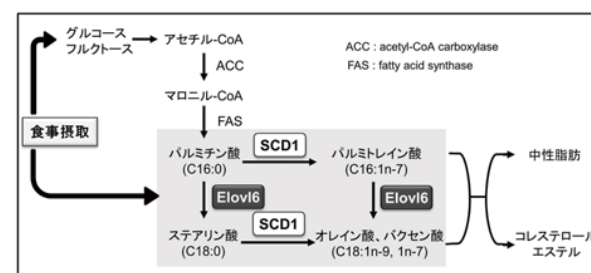 グルコース
フルクトース
アセチル-CoA
ACC : acetyl-CoA carboxylase
FAS : fatty acid synthase
ACC
マロニル-CoA
FAS
食事摂取
パルミチン酸
(C16:0)
SCD1
パルミトレイン酸
(C16:1n-7)
中性脂肪
Elovl6
Elovl6
ステアリン酸
(C18:0)
SCD1
オレイン酸、バクセン酸
(C18:1n-9, 1n-7)
コレステロール
エステル